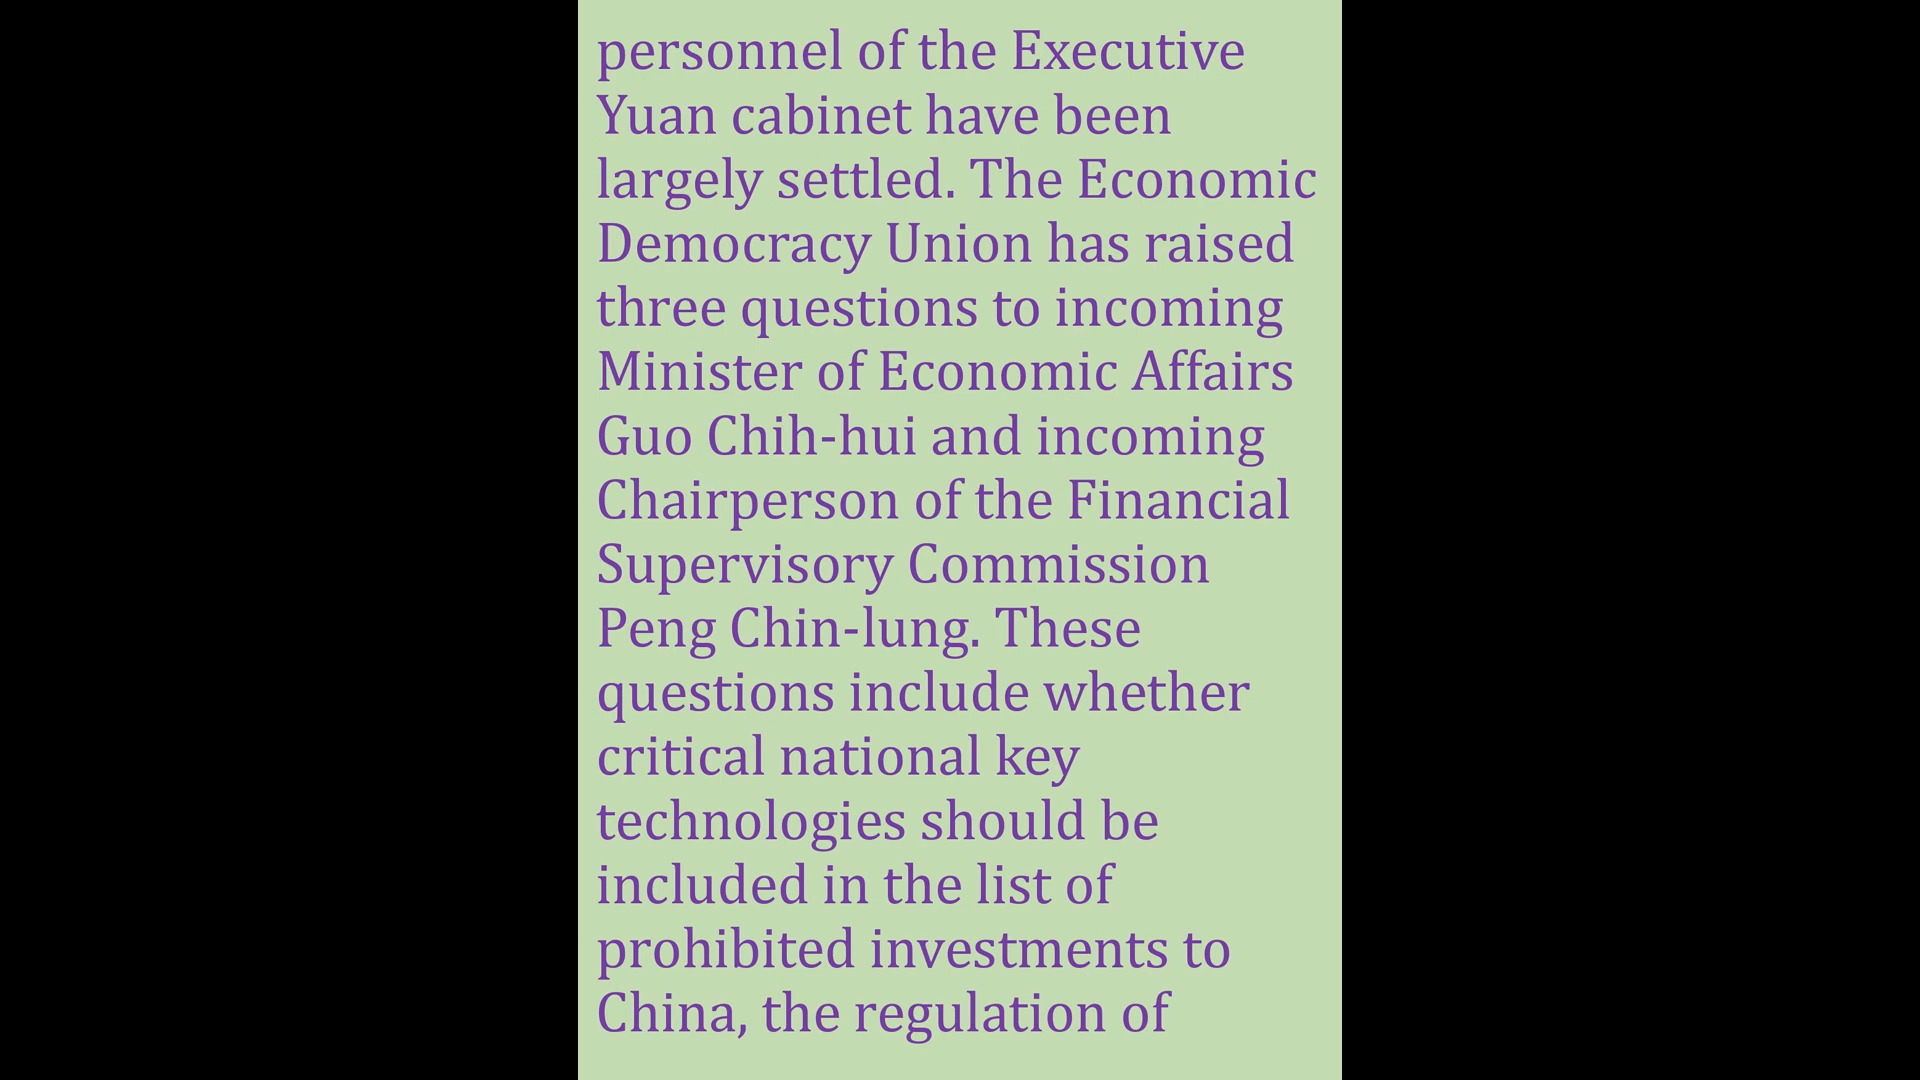 personnel of the Executive
Yuan cabinet have been
largely settled. The Economic
Democracy Union has raised
three questions to incoming
Minister of Economic Affairs
Guo Chih-hui and incoming
Chairperson of the Financial
Supervisory Commission
Peng Chin-lung. These
questions include whether
critical national key
technologies should be
included in the list of
prohibited investments to
China, the regulation of